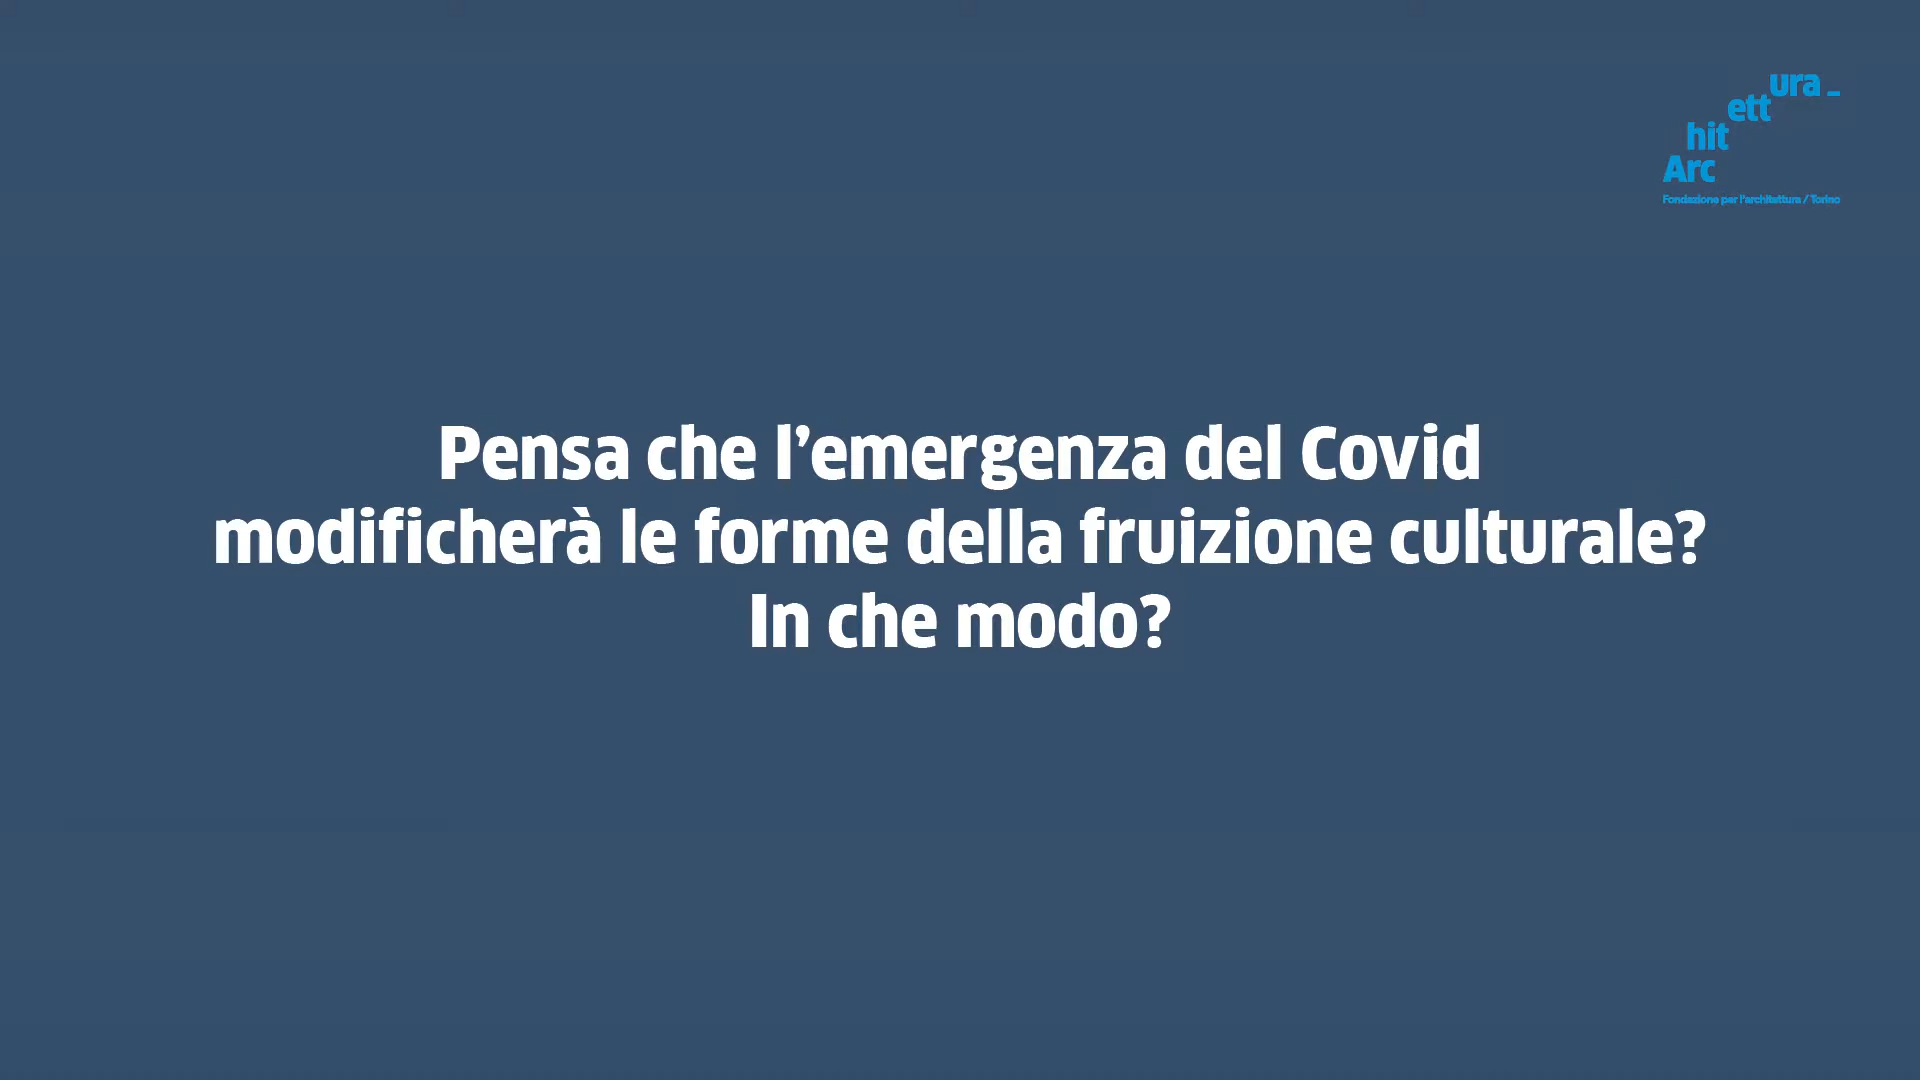 ura_
ett
hit
Arc
Fondazione per l'architettura / Torino
Pensa che l’emergenza del Covid
modificherà le forme della fruizione culturale?
In che modo?